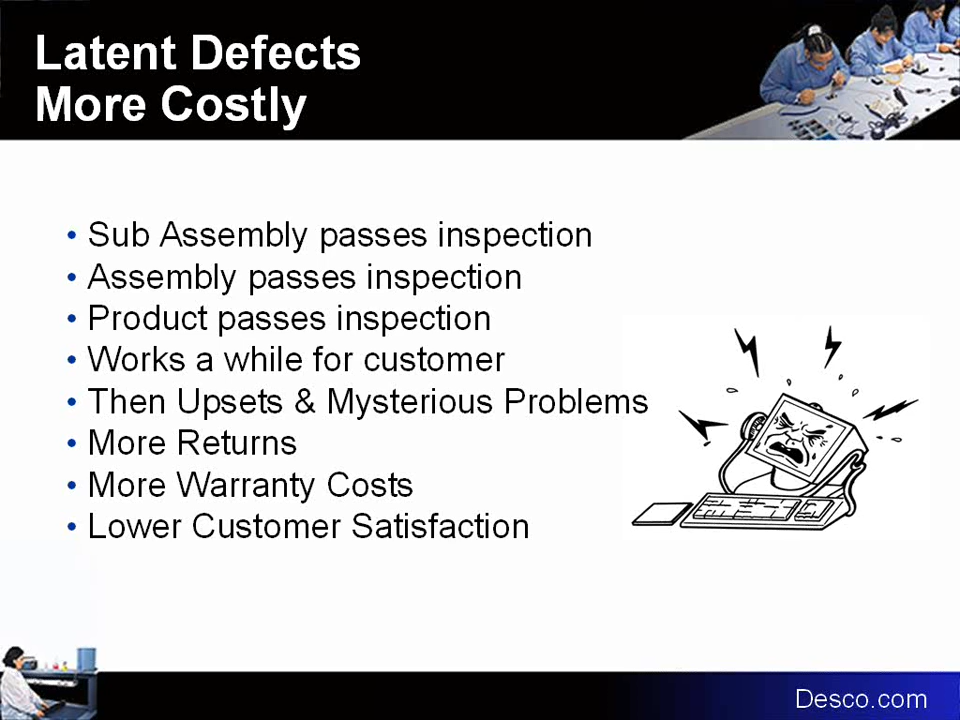 Latent Defects
More Costly
• Sub Assembly passes inspection
• Assembly passes inspection
• Product passes inspection
• Works a while for customer
• Then Upsets & Mysterious Problems
• More Returns
• More Warranty Costs
• Lower Customer Satisfaction
Desco.com